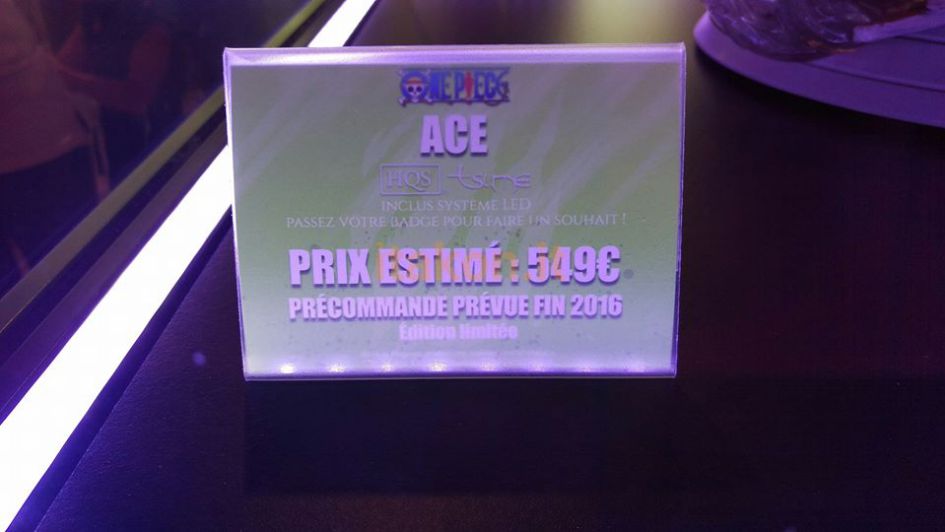 ONE PIECE
ACE
HQS tsume
INCLUS SYSTÈME LED
PASSEZ VOTRE BADGE POUR FAIRE UN SOUHAIT !
PRIX ESTIMÉ : 549€
PRÉCOMMANDE PRÉVUE FIN 2016
Édition limitée